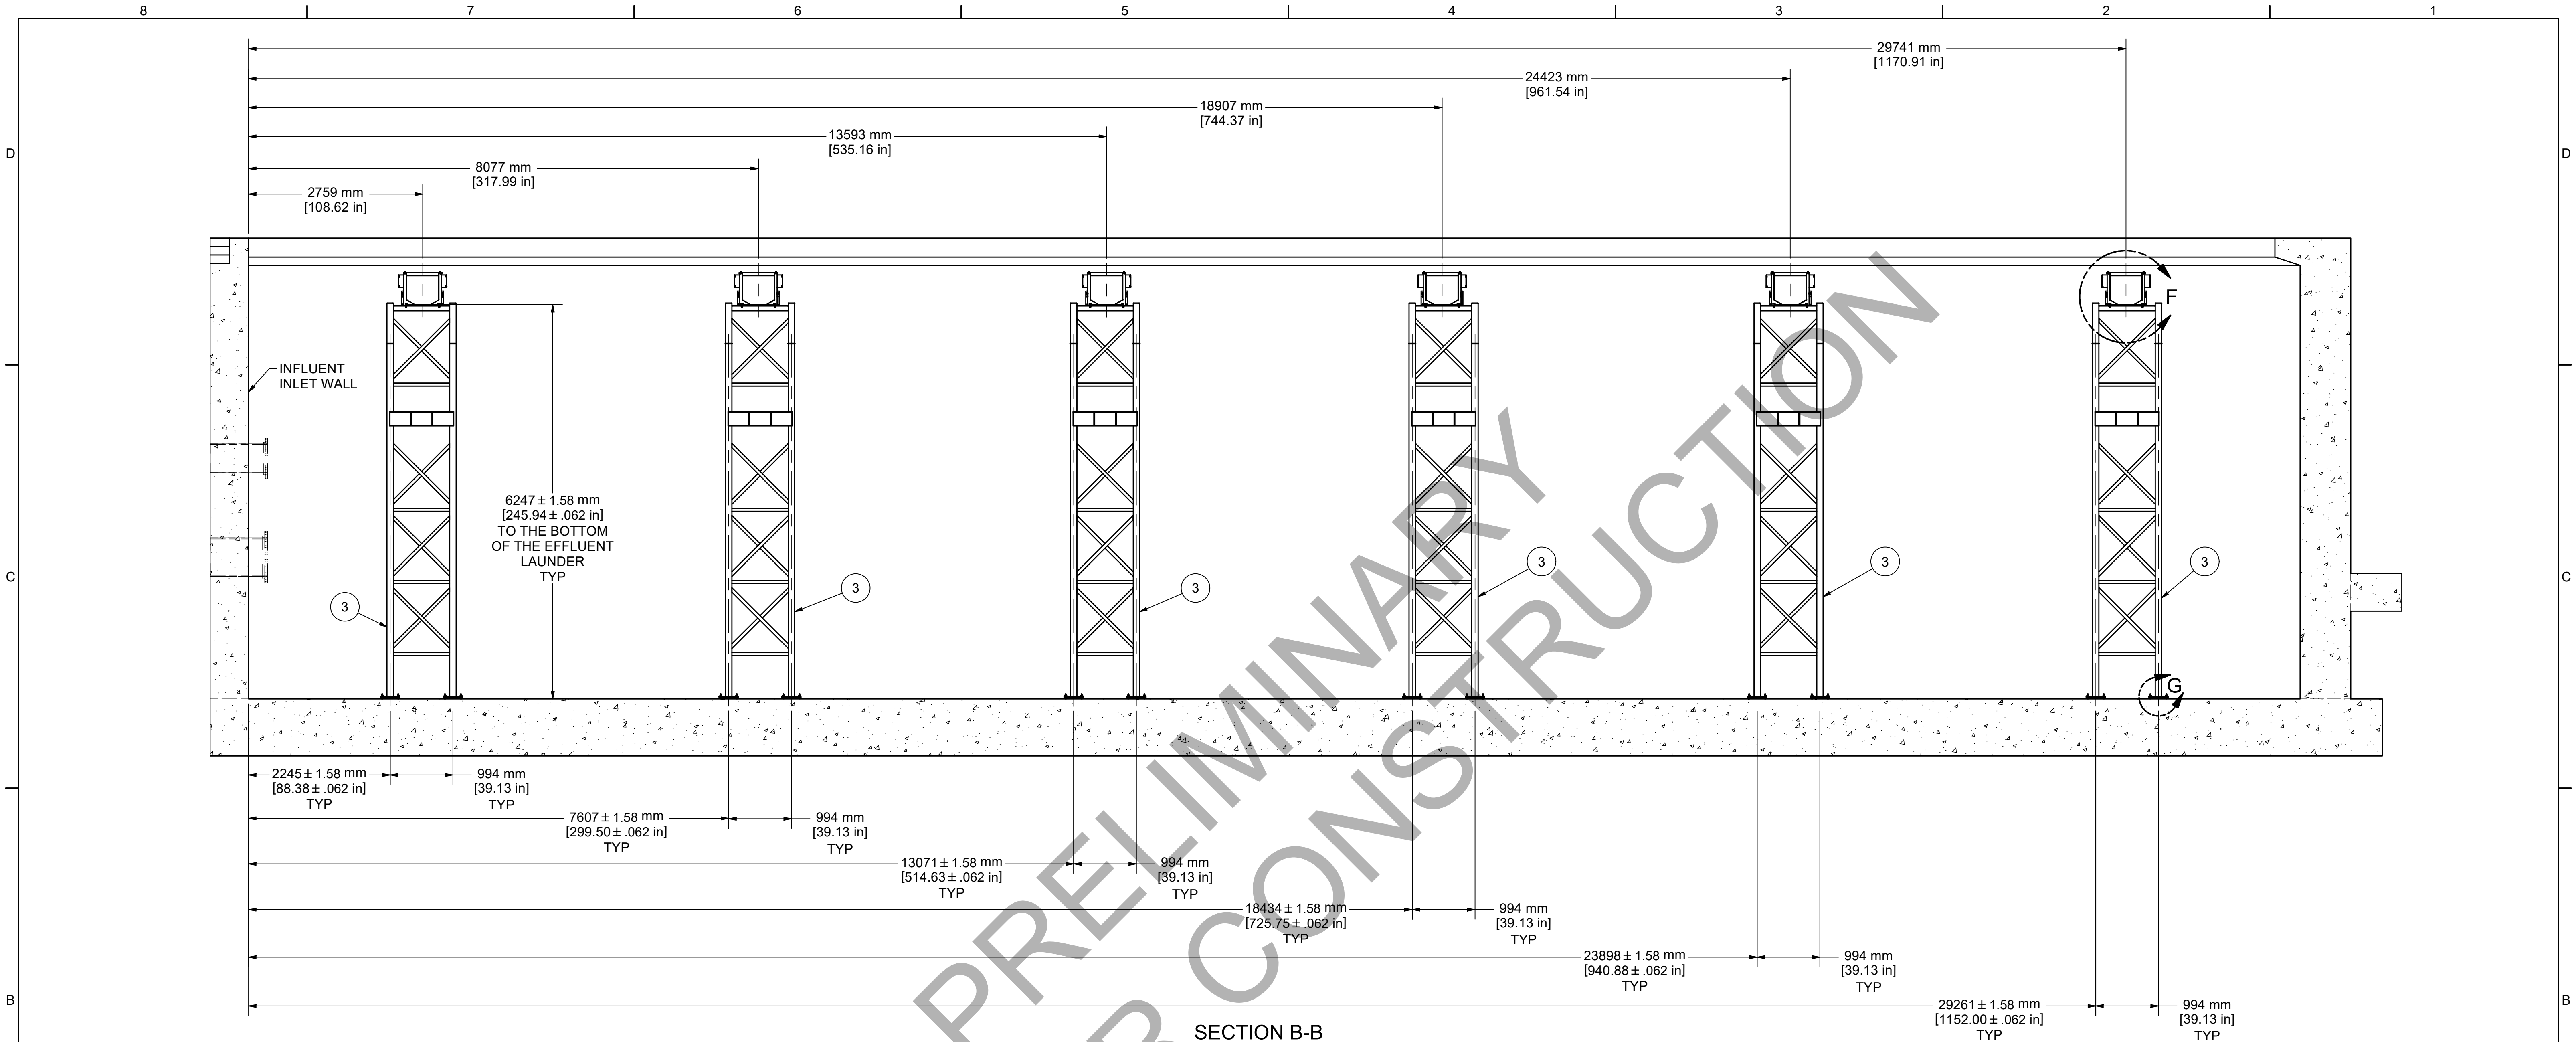 8 7 6 5 4 3 2 1
29741 mm
[1170.91 in]
24423 mm
[961.54 in]
18907 mm
[744.37 in]
13593 mm
[535.16 in]
D D
8077 mm
[317.99 in]
2759 mm
[108.62 in]
F
INFLUENT
INLET WALL
6247± 1.58 mm
[245.94± .062 in]
TO THE BOTTOM
OF THE EFFLUENT
LAUNDER
TYP
C C
3 3 3 3 3 3
G
2245± 1.58 mm
[88.38± .062 in]
TYP
994 mm
[39.13 in]
TYP
7607± 1.58 mm
[299.50± .062 in]
TYP
994 mm
[39.13 in]
TYP
13071± 1.58 mm
[514.63± .062 in]
TYP
994 mm
[39.13 in]
TYP
18434± 1.58 mm
[725.75± .062 in]
TYP
994 mm
[39.13 in]
TYP
23898± 1.58 mm
[940.88± .062 in]
TYP
994 mm
[39.13 in]
TYP
B B
29261± 1.58 mm
[1152.00± .062 in]
TYP
994 mm
[39.13 in]
TYP
SECTION B-B
PRELIMINARY
CONSTRUCTION